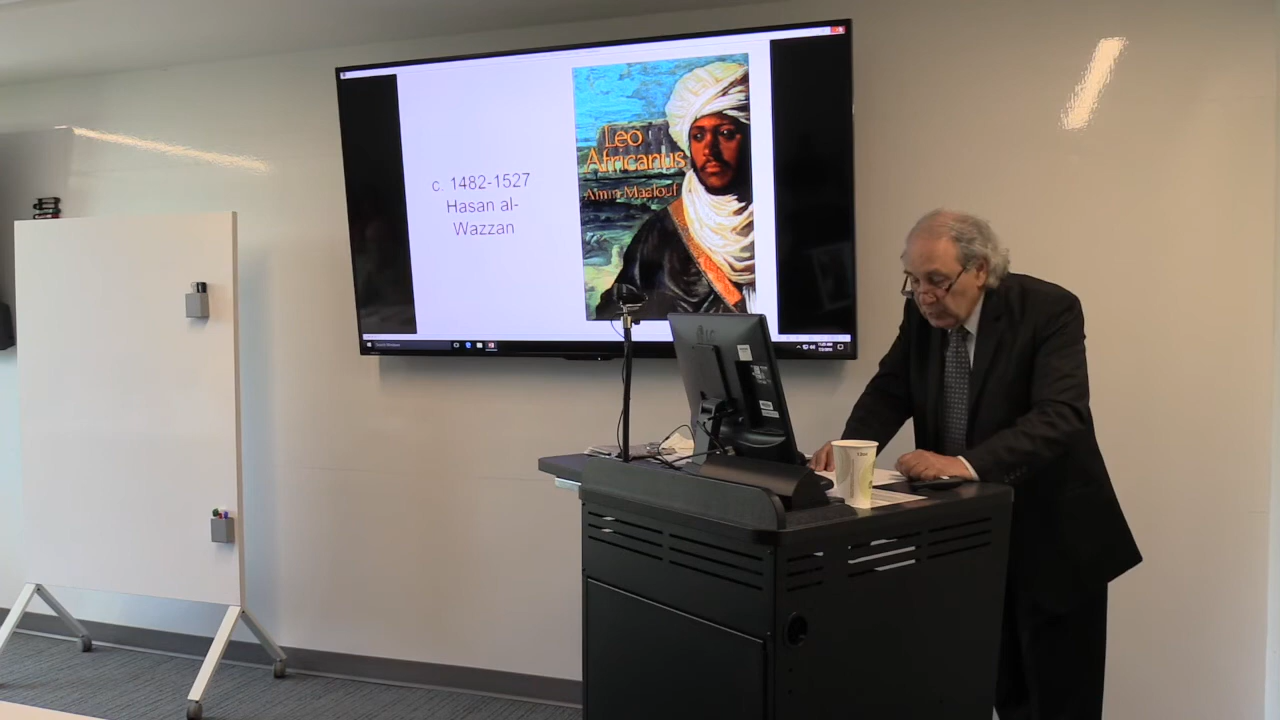 c. 1482-1527
Hasan al-
Wazzan
Leo
Africanus
Amin Maalouf